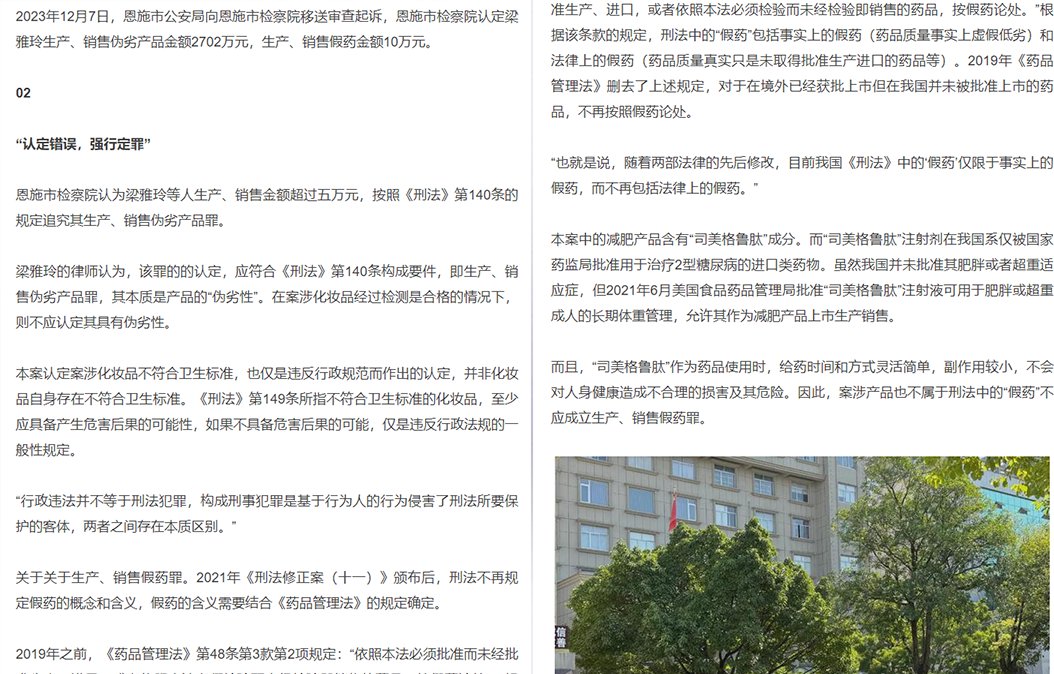 2023年12月7日，恩施市公安局向恩施市检察院移送审查起诉，恩施市检察院认定梁
雅玲生产、销售伪劣产品金额2702万元，生产、销售假药金额10万元。
02
“认定错误，强行定罪”
恩施市检察院认为梁雅玲等人生产、销售金额超过五万元，按照《刑法》第140条的
规定追究其生产、销售伪劣产品罪。
梁雅玲的律师认为，该罪的的认定，应符合《刑法》第140条构成要件，即生产、销
售伪劣产品罪，其本质是产品的“伪劣性”。在案涉化妆品经过检测是合格的情况下，
则不应认定其具有伪劣性。
本案认定案涉化妆品不符合卫生标准，也仅是违反行政规范而作出的认定，并非化妆
品自身存在不符合卫生标准。《刑法》第149条所指不符合卫生标准的化妆品，至少
应具备产生危害后果的可能性，如果不具备危害后果的可能，仅是违反行政法规的一
般性规定。
“行政违法并不等于刑法犯罪，构成刑事犯罪是基于行为人的行为侵害了刑法所要保
护的客体，两者之间存在本质区别。”
关于关于生产、销售假药罪。2021年《刑法修正案（十一）》颁布后，刑法不再规
定假药的概念和含义，假药的含义需要结合《药品管理法》的规定确定。
2019年之前，《药品管理法》第48条第3款第2项规定：“依照本法必须批准而未经批
准生产、进口，或者依照本法必须检验而未经检验即销售的药品，按假药论处。”根
据该条款的规定，刑法中的“假药”包括事实上的假药（药品质量事实上虚假低劣）和
法律上的假药（药品质量真实只是未取得批准生产进口的药品等）。2019年《药品
管理法》删去了上述规定，对于在境外已经获批上市但在我国并未被批准上市的药
品，不再按照假药论处。
“也就是说，随着两部法律的先后修改，目前我国《刑法》中的‘假药’仅限于事实上的
假药，而不再包括法律上的假药。”
本案中的减肥产品含有“司美格鲁肽”成分。而“司美格鲁肽”注射剂在我国系仅被国家
药监局批准用于治疗2型糖尿病的进口类药物。虽然我国并未批准其肥胖或者超重适
应症，但2021年6月美国食品药品管理局批准“司美格鲁肽”注射液可用于肥胖或超重
成人的长期体重管理，允许其作为减肥产品上市生产销售。
而且，“司美格鲁肽”作为药品使用时，给药时间和方式灵活简单，副作用较小，不会
对人身健康造成不合理的损害及其危险。因此，案涉产品也不属于刑法中的“假药”不
应成立生产、销售假药罪。